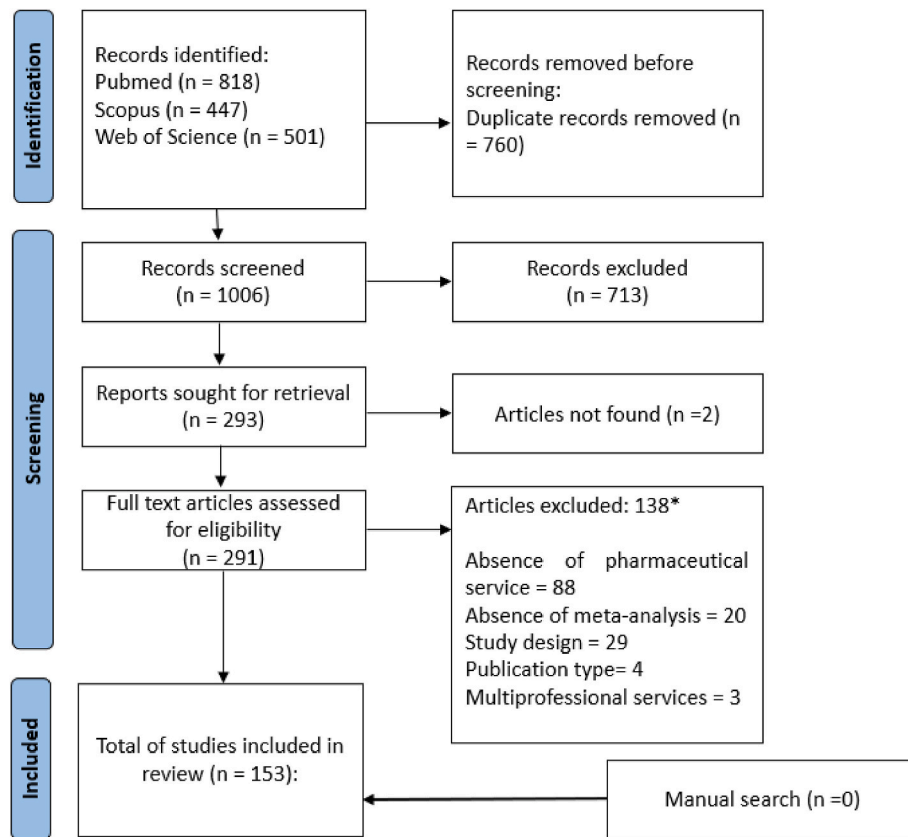 Identification
Records identified:
Pubmed (n = 818)
Scopus (n = 447)
Web of Science (n = 501)
Records removed before
screening:
Duplicate records removed (n
= 760)
Screening
Records screened
(n = 1006)
Records excluded
(n = 713)
Reports sought for retrieval
(n = 293)
Articles not found (n =2)
Full text articles assessed
for eligibility
(n = 291)
Articles excluded: 138*
Absence of pharmaceutical
service = 88
Absence of meta-analysis = 20
Study design = 29
Publication type= 4
Multiprofessional services = 3
Included
Total of studies included in
review (n = 153):
Manual search (n =0)